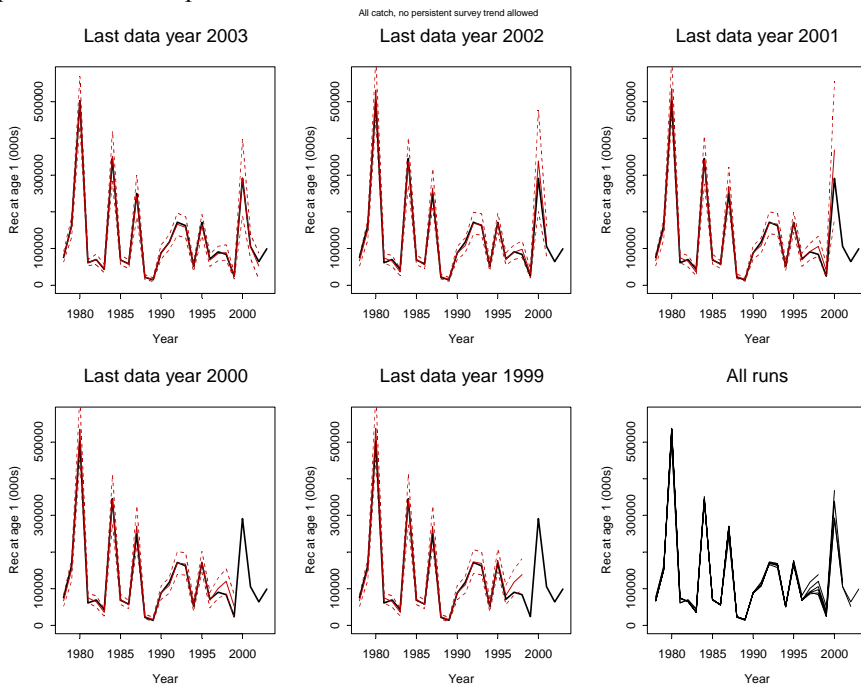 All catch, no persistent survey trend allowed
Last data year 2003
Last data year 2002
Last data year 2001
Rec at age 1 (000s)
0 100000 300000 500000
1980 1985 1990 1995 2000
Year
Rec at age 1 (000s)
0 100000 300000 500000
1980 1985 1990 1995 2000
Year
Rec at age 1 (000s)
0 100000 300000 500000
1980 1985 1990 1995 2000
Year
Last data year 2000
Last data year 1999
All runs
Rec at age 1 (000s)
0 100000 300000 500000
1980 1985 1990 1995 2000
Year
Rec at age 1 (000s)
0 100000 300000 500000
1980 1985 1990 1995 2000
Year
Rec at age 1 (000s)
0 100000 300000 500000
1980 1985 1990 1995 2000
Year